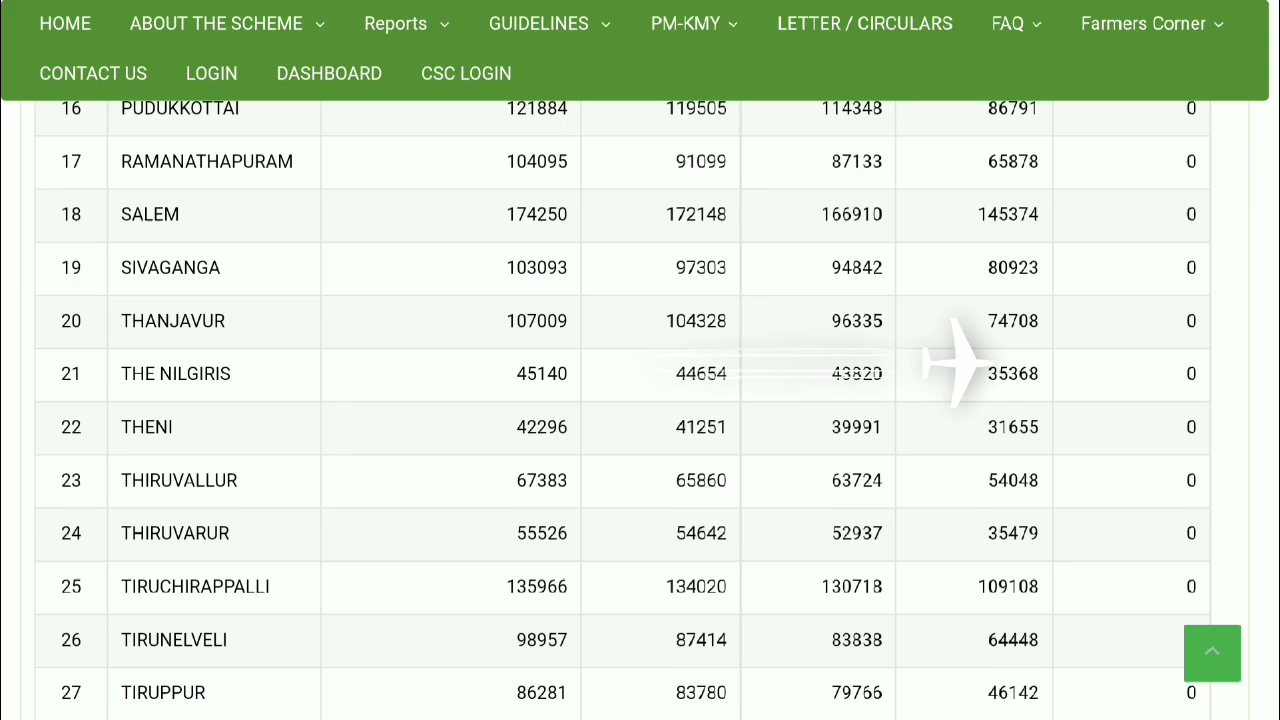 HOME ABOUT THE SCHEME Reports GUIDELINES PM-KMY LETTER / CIRCULARS FAQ Farmers Corner
CONTACT US LOGIN DASHBOARD CSC LOGIN
16 PUDUKKOTTAI 121884 119505 114348 86791 0
17 RAMANATHAPURAM 104095 91099 87133 65878 0
18 SALEM 174250 172148 166910 145374 0
19 SIVAGANGA 103093 97303 94842 80923 0
20 THANJAVUR 107009 104328 96335 74708 0
21 THE NILGIRIS 45140 44654 43820 35368 0
22 THENI 42296 41251 39991 31655 0
23 THIRUVALLUR 67383 65860 63724 54048 0
24 THIRUVARUR 55526 54642 52937 35479 0
25 TIRUCHIRAPPALLI 135966 134020 130718 109108 0
26 TIRUNELVELI 98957 87414 83838 64448
27 TIRUPPUR 86281 83780 79766 46142 0